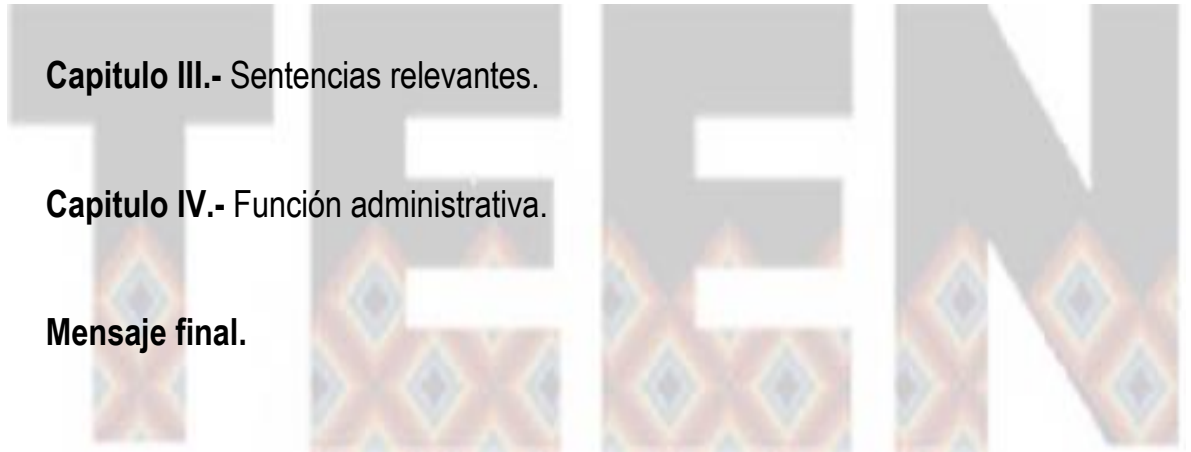 TEEN
Capitulo III.- Sentencias relevantes.
Capitulo IV.- Función administrativa.
Mensaje final.